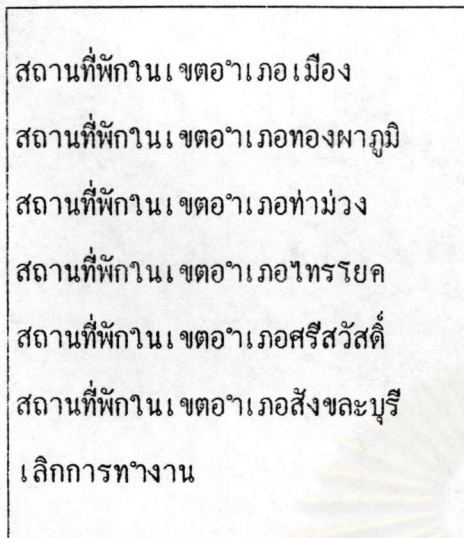 สถานที่พักในเขตอำเภอเมือง
สถานที่พักในเขตอำเภอทองผาภูมิ
สถานที่พักในเขตอำเภอท่าม่วง
สถานที่พักในเขตอำเภอไทรโยค
สถานที่พักในเขตอำเภอศรีสวัสดิ์
สถานที่พักในเขตอำเภอสังขละบุรี
เลิกการทำงาน